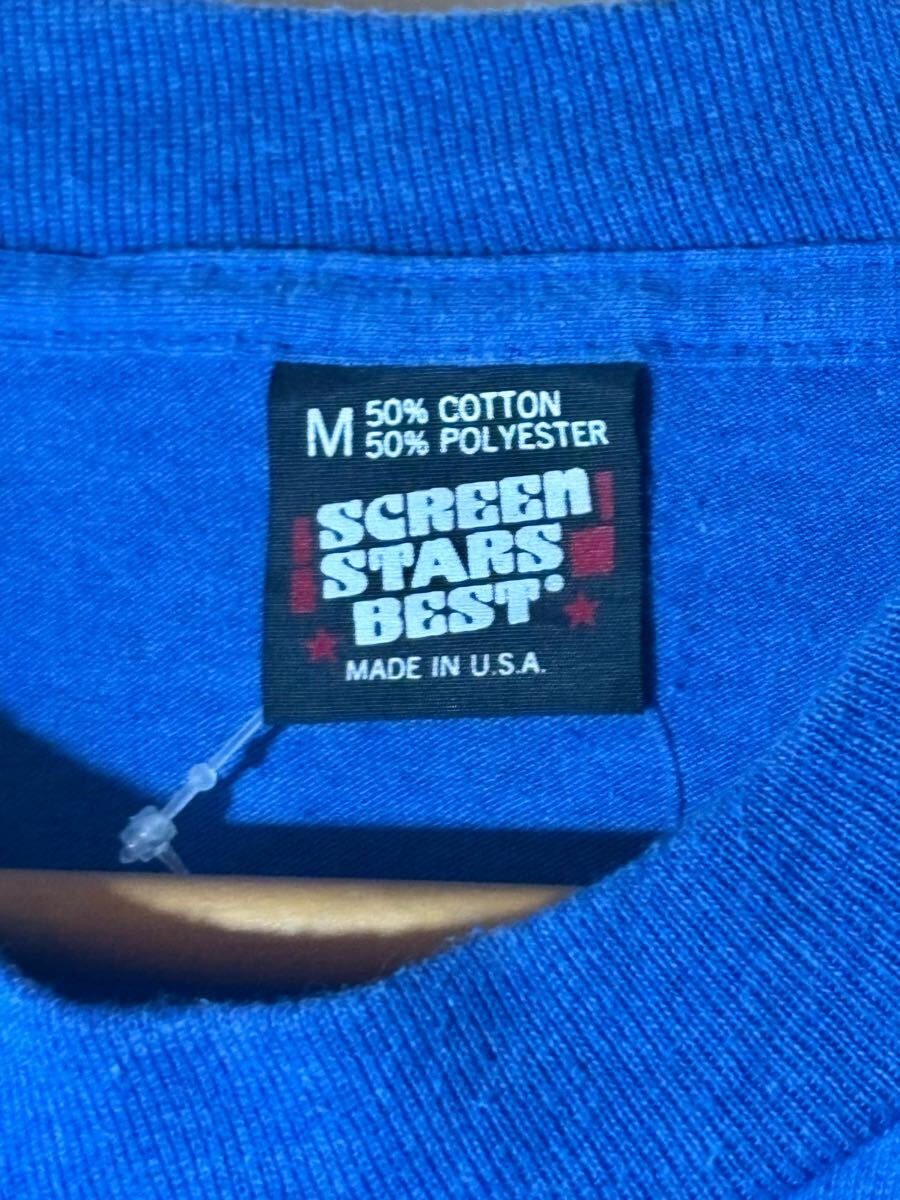 M 50% COTTON
50% POLYESTER
SCREEN
STARS
BEST
MADE IN U.S.A.